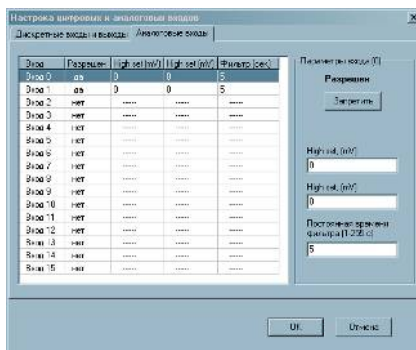 Настройка цифровых и аналоговых входов
Дискретные входы и выходы Аналоговые входы
Вход Разрешен High set (mV) High set (mV) Фильтр (сек)
Вход 0 да 0 0 5
Вход 1 да 0 0 5
Вход 2 нет ----- ----- -----
Вход 3 нет ----- ----- -----
Вход 4 нет ----- ----- -----
Вход 5 нет ----- ----- -----
Вход 6 нет ----- ----- -----
Вход 7 нет ----- ----- -----
Вход 8 нет ----- ----- -----
Вход 9 нет ----- ----- -----
Вход 10 нет ----- ----- -----
Вход 11 нет ----- ----- -----
Вход 12 нет ----- ----- -----
Вход 13 нет ----- ----- -----
Вход 14 нет ----- ----- -----
Вход 15 нет ----- ----- -----
Параметры входа (0)
Разрешен
Запретить
High set, (mV)
0
High set, (mV)
0
Постоянная времени
фильтра (1-255 с)
5
OK Отмена